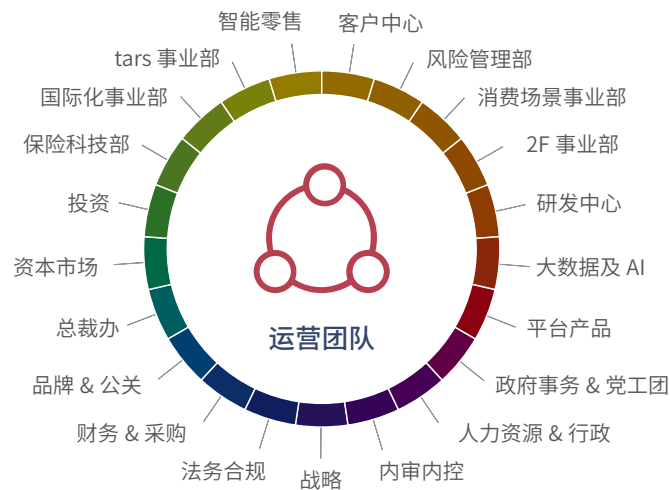 智能零售
客户中心
tars 事业部
风险管理部
国际化事业部
消费场景事业部
保险科技部
2F 事业部
投资
研发中心
资本市场
大数据及 AI
总裁办
平台产品
运营团队
品牌 & 公关
政府事务 & 党工团
财务 & 采购
人力资源 & 行政
法务合规
战略
内审内控